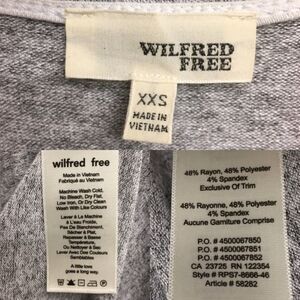 WILFRED
FREE
XXS
MADE IN
VIETNAM
wilfred free
Made in Vietnam
Fabriqué au Vietnam
Machine Wash Cold,
No Bleach, Dry Flat,
Low Iron, Or Dry Clean
Wash With Like Colours
Laver à La Machine
à L'eau Froide,
Pas De Blanchiment,
Sécher à Plat,
Repasser à Basse
Température,
Ou Nettoyer à Sec
Laver Avec Des Couleurs
Semblables
A little love
goes a long way.
48% Rayon, 48% Polyester
4% Spandex
Exclusive Of Trim
48% Rayonne, 48% Polyester
4% Spandex
Aucune Garniture Comprise
P.O. # 4500067850
P.O. # 4500067851
P.O. # 4500067852
CA 23725 RN 122354
Style # RPS7-8666-46
Article # 58282